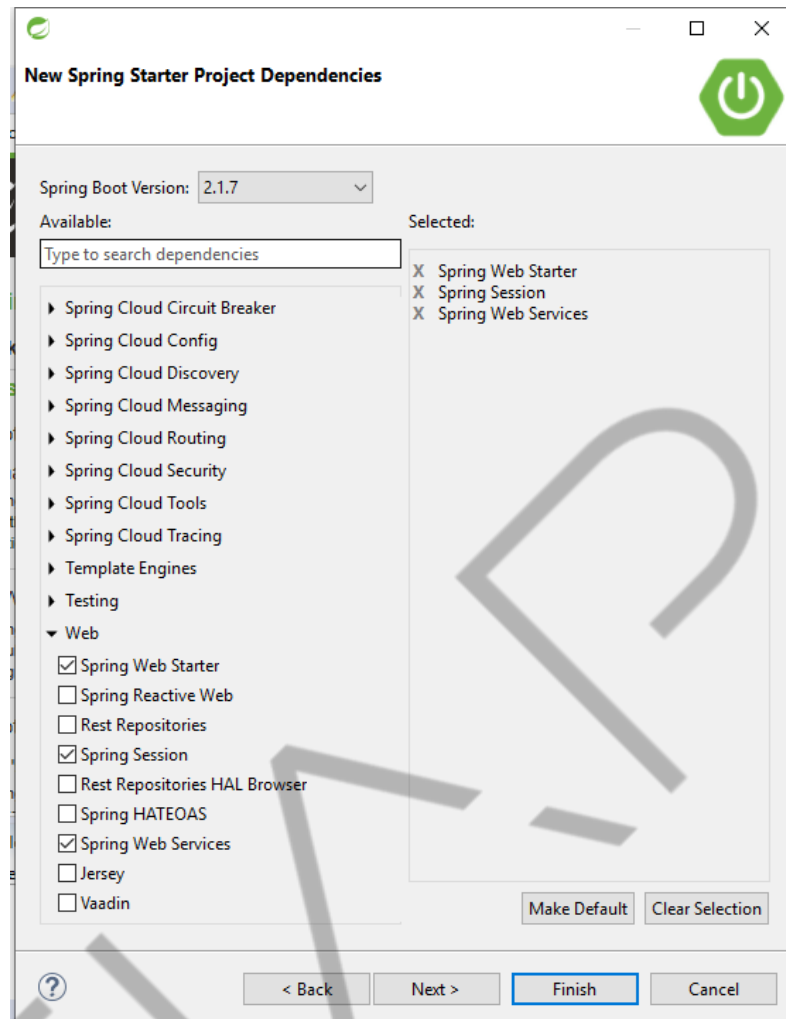 New Spring Starter Project Dependencies
Spring Boot Version: 2.1.7
Available:
Type to search dependencies
Spring Cloud Circuit Breaker
Spring Cloud Config
Spring Cloud Discovery
Spring Cloud Messaging
Spring Cloud Routing
Spring Cloud Security
Spring Cloud Tools
Spring Cloud Tracing
Template Engines
Testing
Web
Spring Web Starter
Spring Reactive Web
Rest Repositories
Spring Session
Rest Repositories HAL Browser
Spring HATEOAS
Spring Web Services
Jersey
Vaadin
Selected:
X Spring Web Starter
X Spring Session
X Spring Web Services
Make Default
Clear Selection
?
< Back
Next >
Finish
Cancel